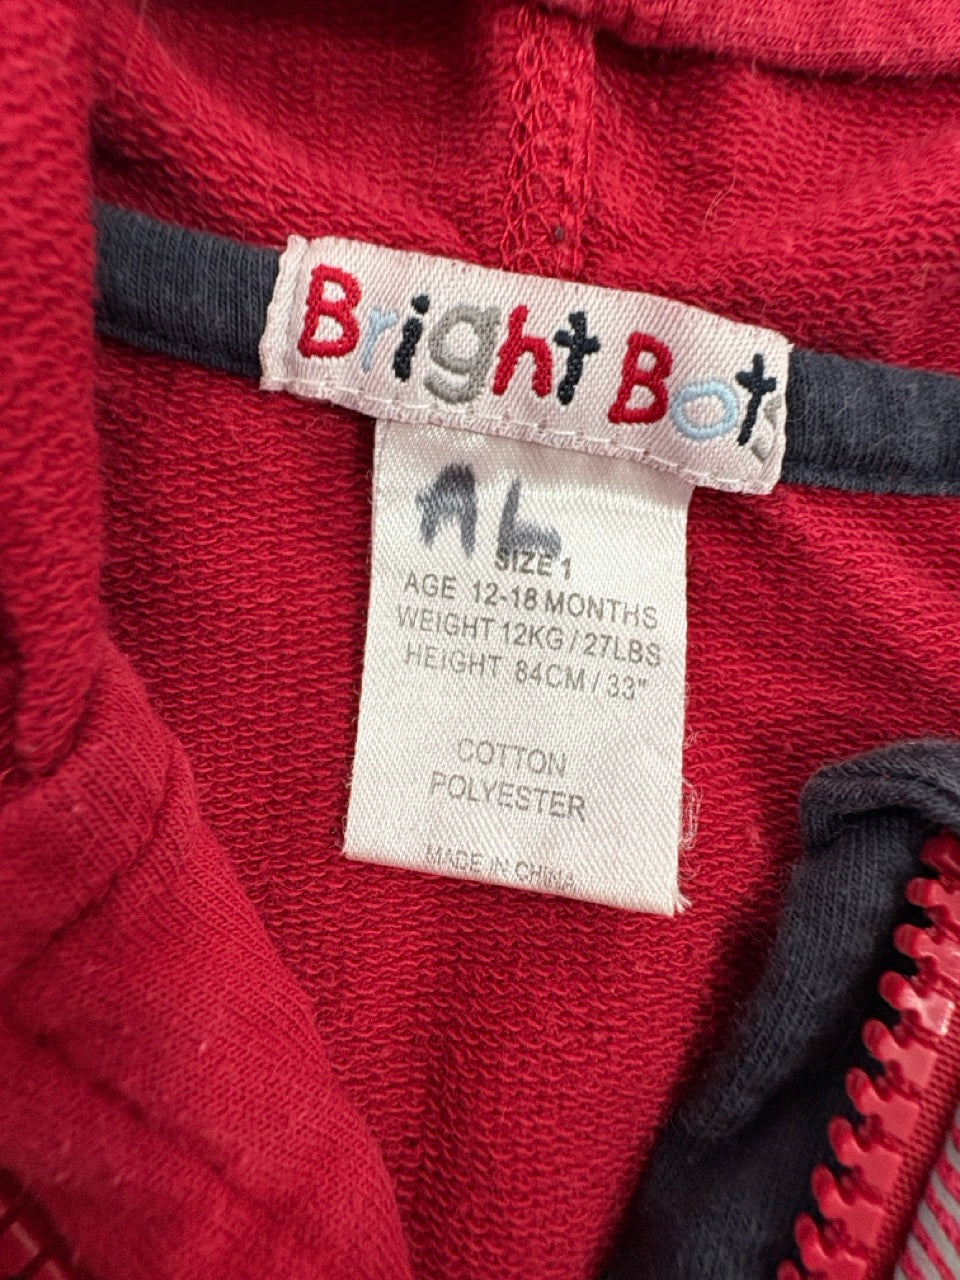 Bright Bots
AL
SIZE 1
AGE 12-18 MONTHS
WEIGHT 12KG / 27LBS
HEIGHT 84CM / 33"
COTTON
POLYESTER
MADE IN CHINA